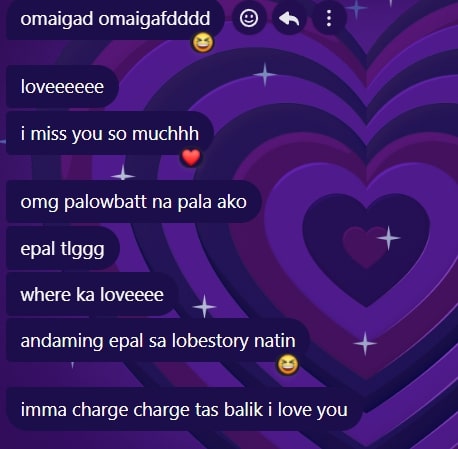 omaigad omaigafdddd
loveeeeee
i miss you so muchhh
omg palowbatt na pala ako
epal tlggg
where ka loveeee
andaming epal sa lobestory natin
imma charge charge tas balik i love you